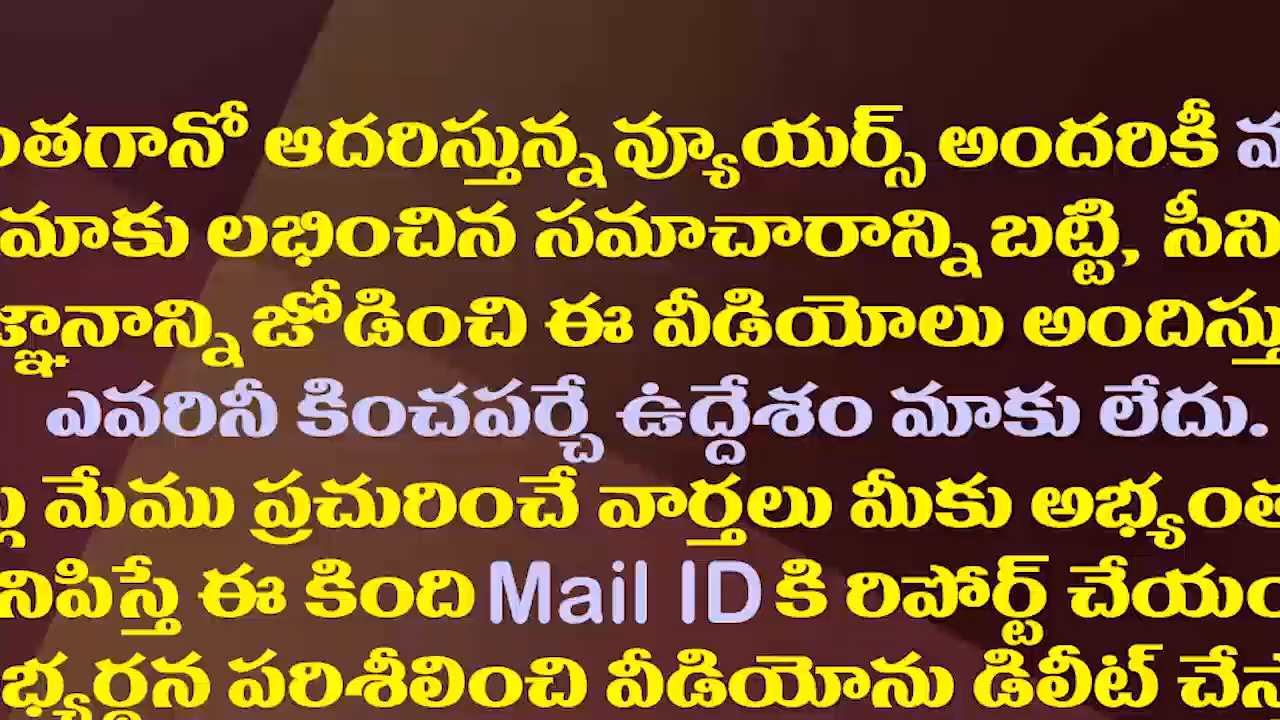 ంతగానో ఆదరిస్తున్న వ్యూయర్స్ అందరికీ
మాకు లభించిన సమాచారాన్ని బట్టి, సీని
జ్ఞానాన్ని జోడించి ఈ వీడియోలు అందిస్తు
ఎవరినీ కించపర్చే ఉద్దేశం మాకు లేదు.
ల్ల మేము ప్రచురించే వార్తలు మీకు అభ్యంత
నిపిస్తే ఈ కింది Mail ID కి రిపోర్ట్ చేయం
భ్యర్థన పరిశీలించి వీడియోను డిలీట్ చేస